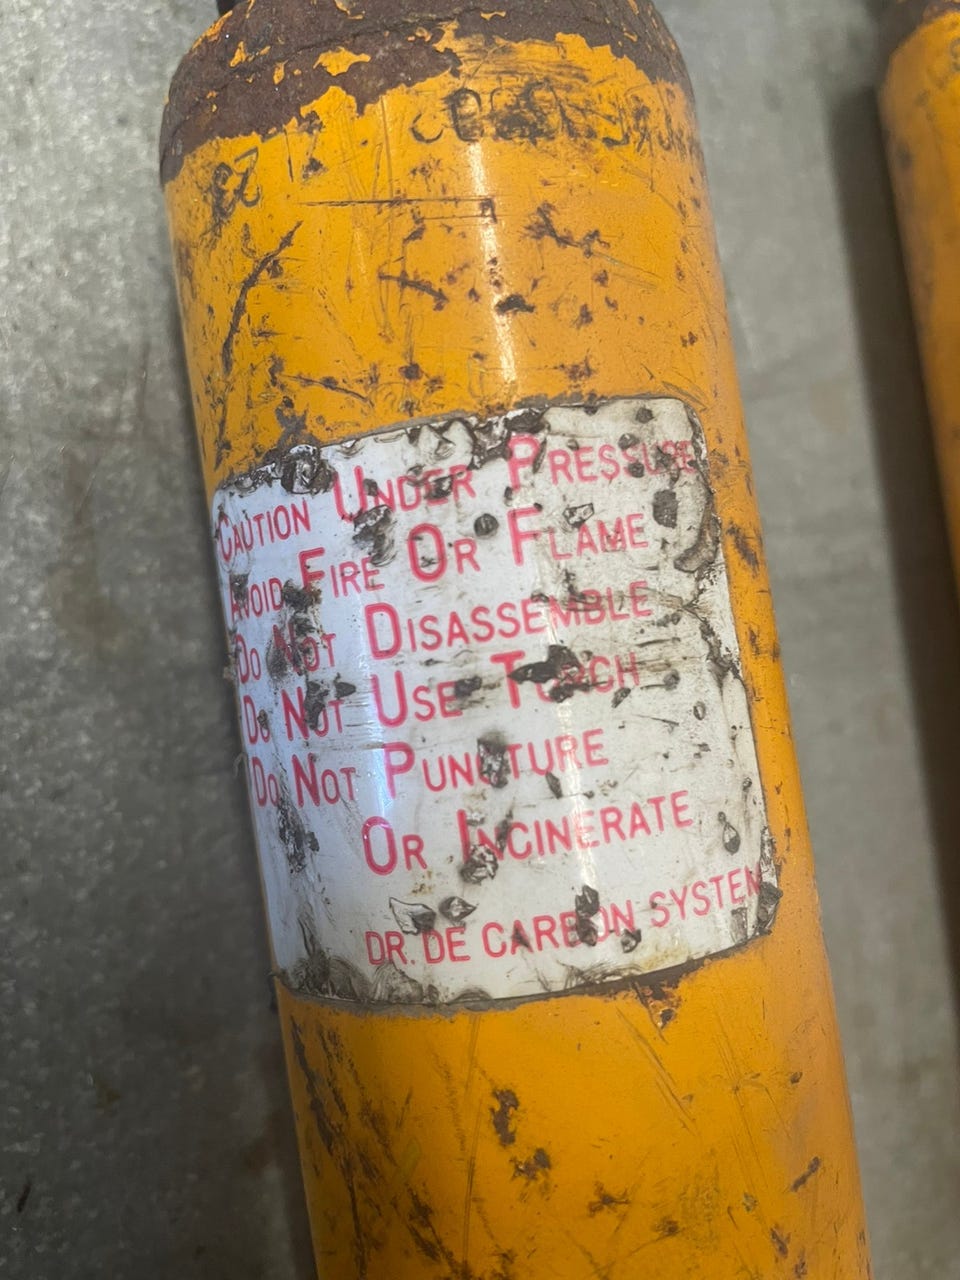 CAUTION UNDER PRESSURE
AVOID FIRE OR FLAME
DO NOT DISASSEMBLE
DO NOT USE TORCH
DO NOT PUNCTURE
OR INCINERATE
DR. DE CARBON SYSTEM